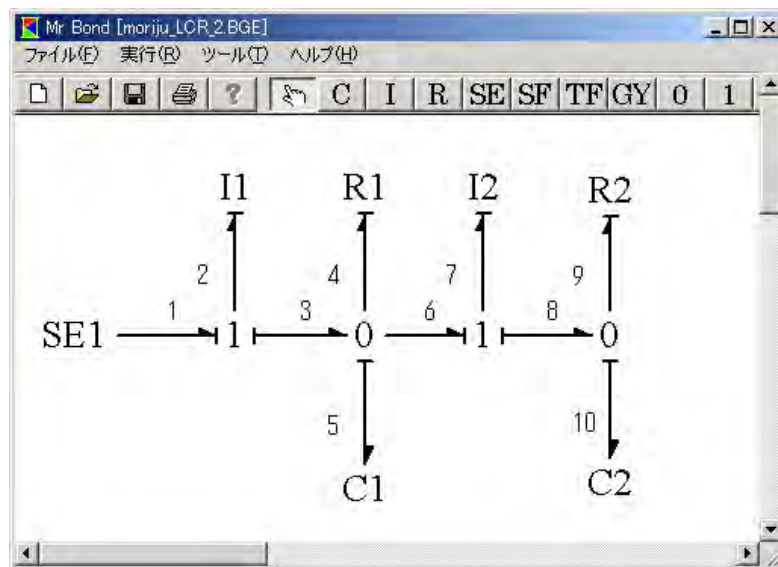 Mr Bond [moriju_LCR_2.BGE]
ファイル(F) 実行(R) ツール(T) ヘルプ(H)
? C I R SE SF TF GY 0 1
I1 R1 I2 R2
2 4 7 9
1 3 6 8
SE1 1 0 1 0
5 10
C1 C2